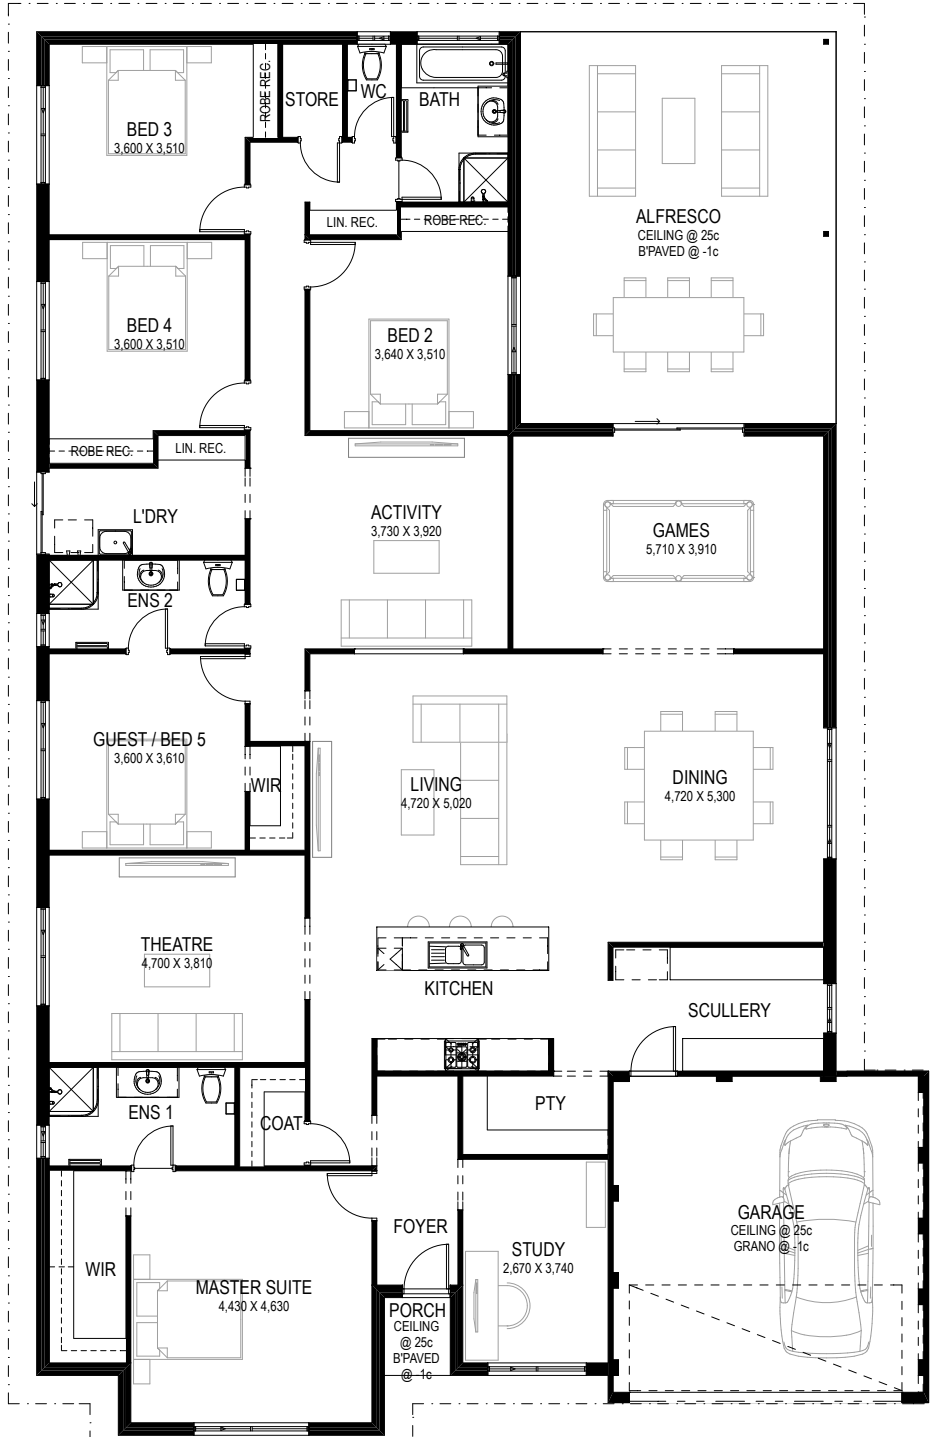 BED 3
3,600 X 3,510
ROBE REC.
STORE
WC
BATH
LIN. REC.
ROBE REC.
ALFRESCO
CEILING @ 25c
B'PAVED @ -1c
BED 4
3,600 X 3,510
BED 2
3,640 X 3,510
ROBE REC.
LIN. REC.
L'DRY
ACTIVITY
3,730 X 3,920
GAMES
5,710 X 3,910
ENS 2
GUEST / BED 5
3,600 X 3,610
WIR
LIVING
4,720 X 5,020
DINING
4,720 X 5,300
THEATRE
4,700 X 3,810
KITCHEN
SCULLERY
ENS 1
COAT
PTY
FOYER
GARAGE
CEILING @ 25c
GRANO @ -1c
STUDY
2,670 X 3,740
WIR
MASTER SUITE
4,430 X 4,630
PORCH
CEILING
@ 25c
B'PAVED
@ -1c